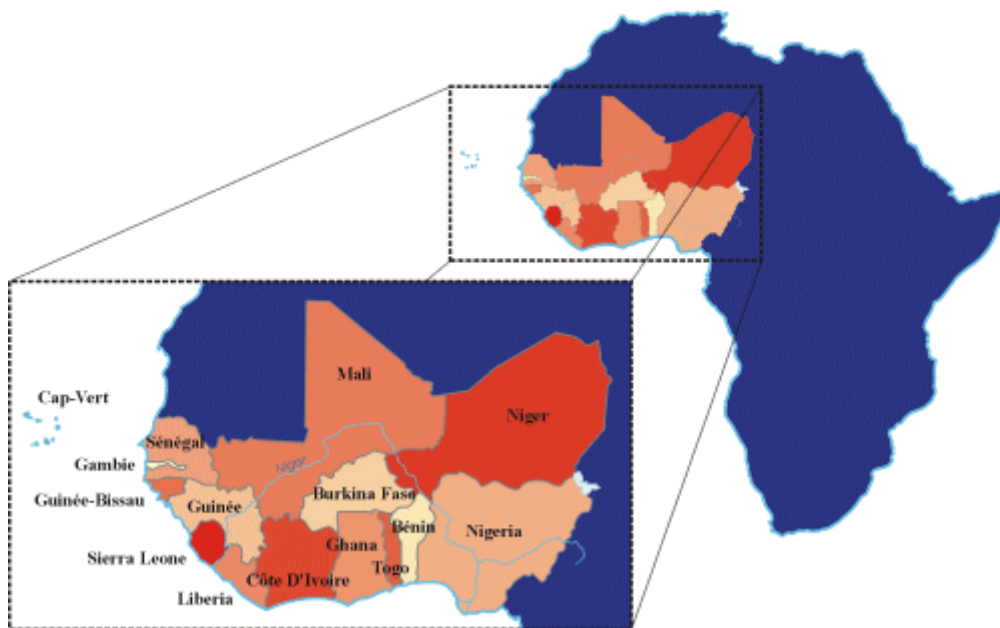 Mali
Cap-Vert
Niger
Sénégal
Gambie
Niger
Guinée-Bissau
Guinée
Burkina Faso
Bénin
Nigeria
Ghana
Sierra Leone
Togo
Côte D'Ivoire
Liberia